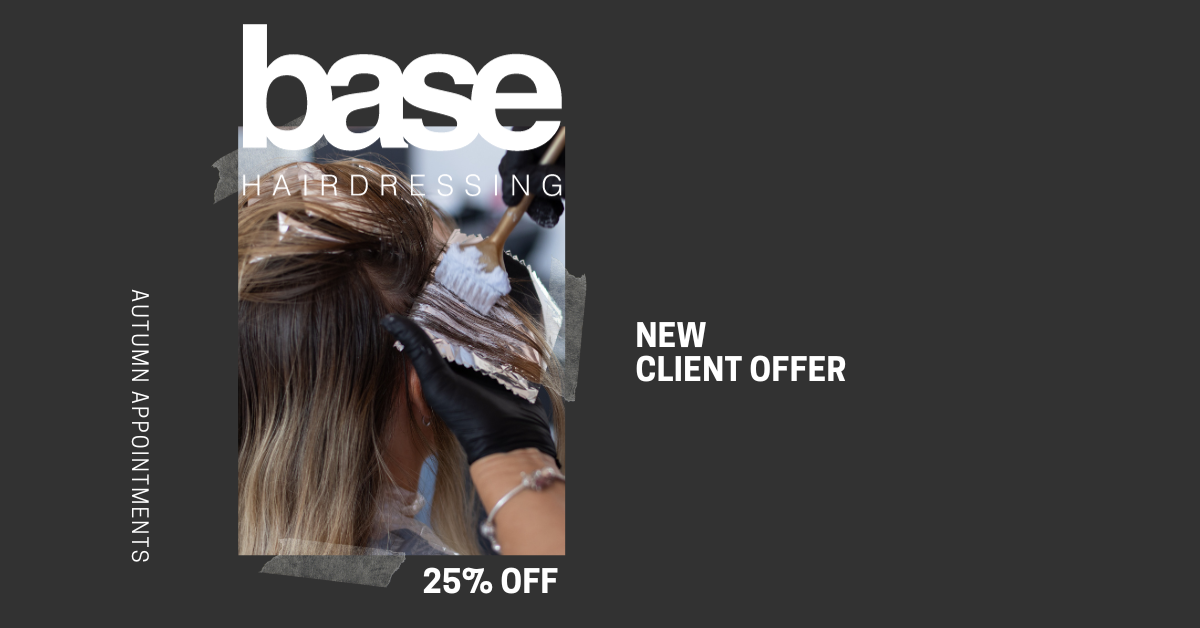 base
HAIRDRESSING
AUTUMN APPOINTMENTS
NEW
CLIENT OFFER
25% OFF